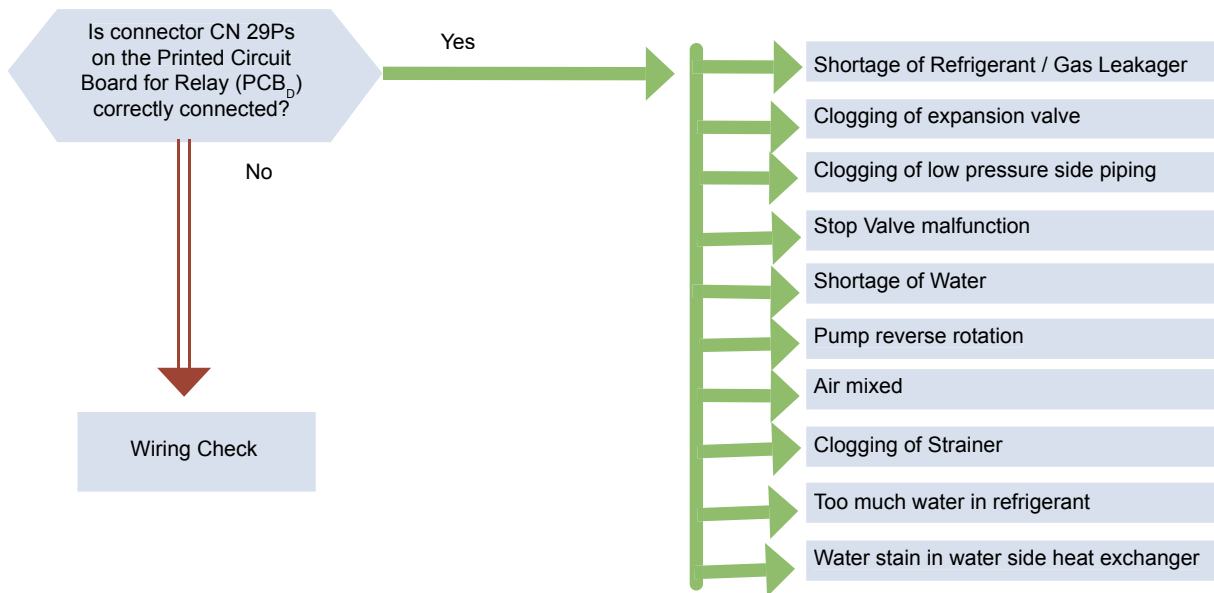 Is connector CN 29Ps
on the Printed Circuit
Board for Relay (PCB_D)
correctly connected?
Yes
No
Wiring Check
Shortage of Refrigerant / Gas Leakager
Clogging of expansion valve
Clogging of low pressure side piping
Stop Valve malfunction
Shortage of Water
Pump reverse rotation
Air mixed
Clogging of Strainer
Too much water in refrigerant
Water stain in water side heat exchanger